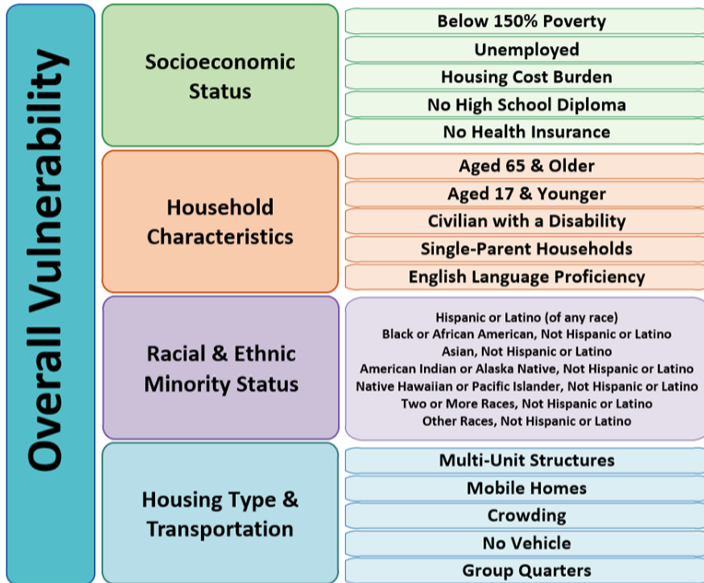 Overall Vulnerability
Socioeconomic
Status
Below 150% Poverty
Unemployed
Housing Cost Burden
No High School Diploma
No Health Insurance
Household
Characteristics
Aged 65 & Older
Aged 17 & Younger
Civilian with a Disability
Single-Parent Households
English Language Proficiency
Racial & Ethnic
Minority Status
Hispanic or Latino (of any race)
Black or African American, Not Hispanic or Latino
Asian, Not Hispanic or Latino
American Indian or Alaska Native, Not Hispanic or Latino
Native Hawaiian or Pacific Islander, Not Hispanic or Latino
Two or More Races, Not Hispanic or Latino
Other Races, Not Hispanic or Latino
Housing Type &
Transportation
Multi-Unit Structures
Mobile Homes
Crowding
No Vehicle
Group Quarters